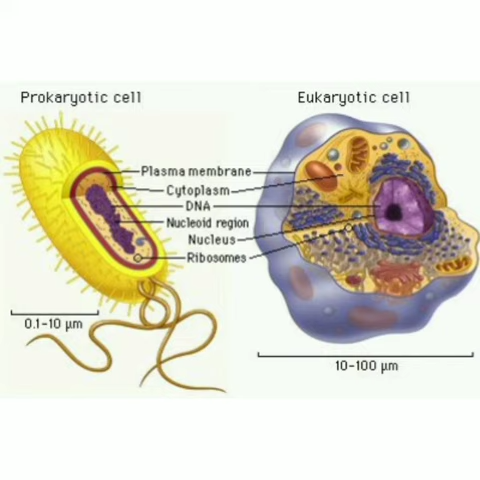 Prokaryotic cell
Eukaryotic cell
Plasma membrane
Cytoplasm
DNA
Nucleoid region
Nucleus
Ribosomes
0.1-10 µm
10-100 µm